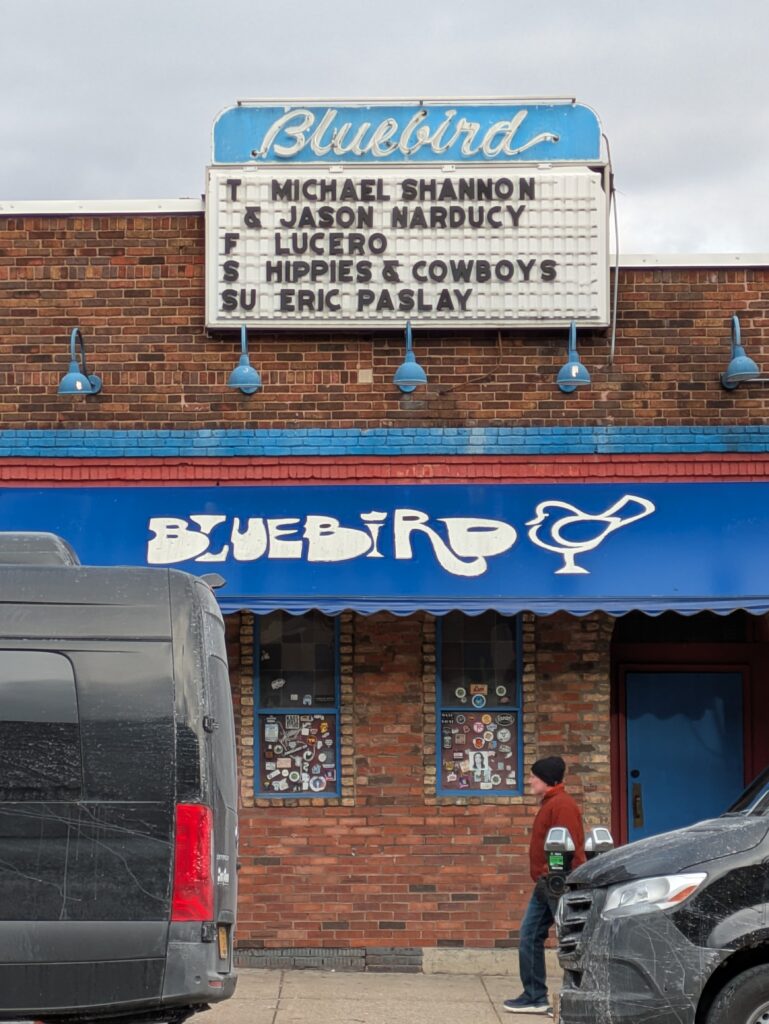 Bluebird
T MICHAEL SHANNON
& JASON NARDUCY
F LUCERO
S HIPPIES & COWBOYS
SU ERIC PASLAY
BLUEBIRD